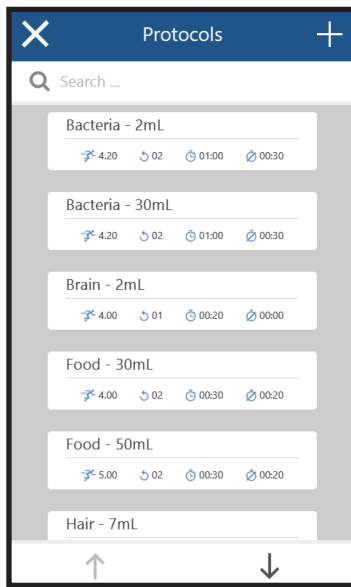 Protocols
Search ...
Bacteria - 2mL
4.20 02 01:00 00:30
Bacteria - 30mL
4.20 02 01:00 00:30
Brain - 2mL
4.00 01 00:20 00:00
Food - 30mL
4.00 02 00:30 00:20
Food - 50mL
5.00 02 00:30 00:20
Hair - 7mL